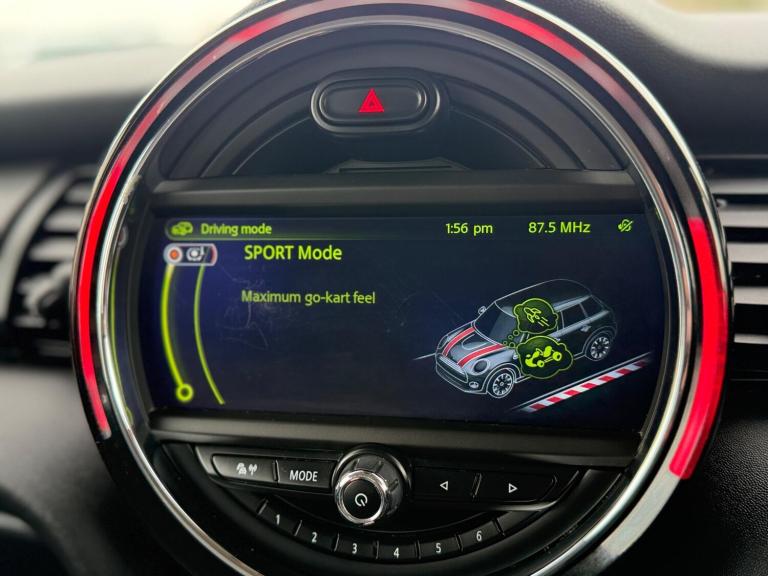 Driving mode 1:56 pm 87.5 MHz
SPORT Mode
Maximum go-kart feel
MODE
1 2 3 4 5 6